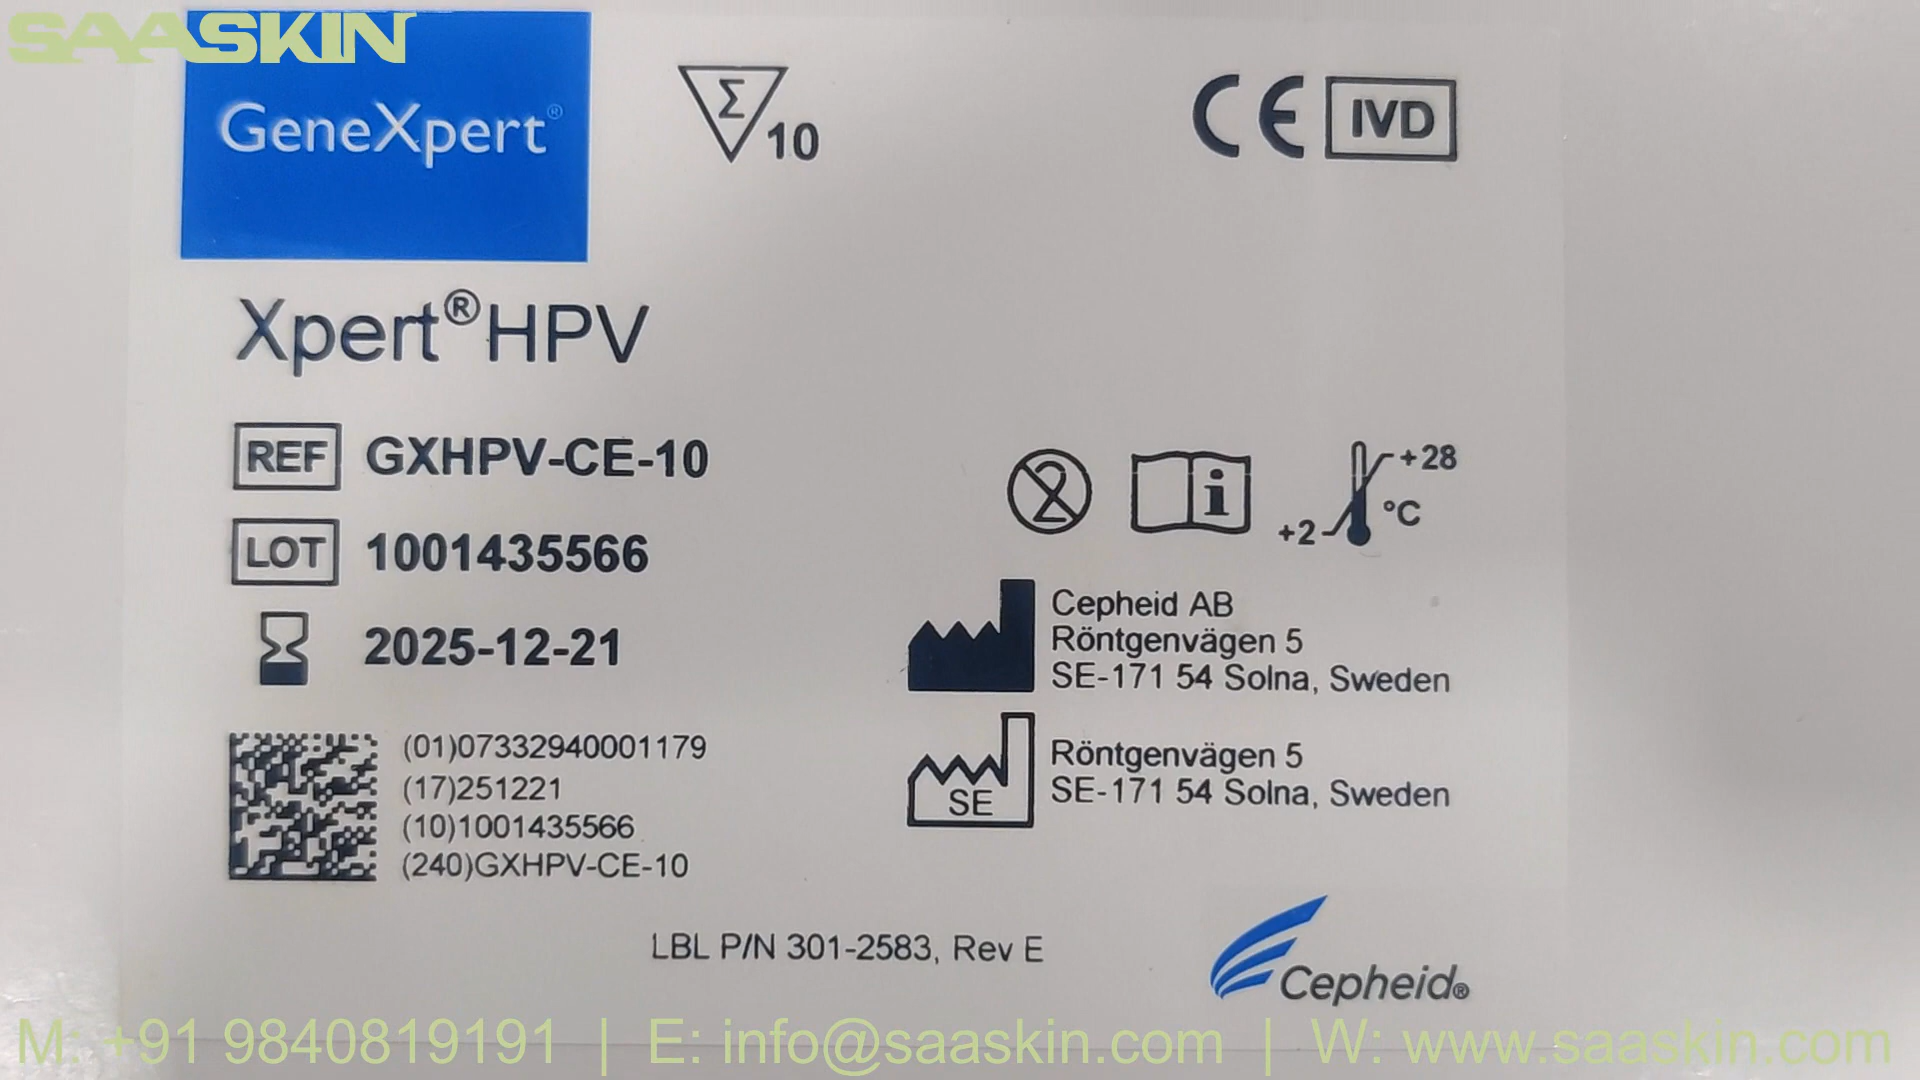 SAASKIN
GeneXpert®
Σ 10
CE IVD
Xpert® HPV
REF GXHPV-CE-10
LOT 1001435566
2025-12-21
2
i
+2 +28 °C
Cepheid AB
Röntgenvägen 5
SE-171 54 Solna, Sweden
SE
Röntgenvägen 5
SE-171 54 Solna, Sweden
(01)07332940001179
(17)251221
(10)1001435566
(240)GXHPV-CE-10
LBL P/N 301-2583, Rev E
Cepheid®
M: +91 9840819191 | E: info@saaskin.com | W: www.saaskin.com